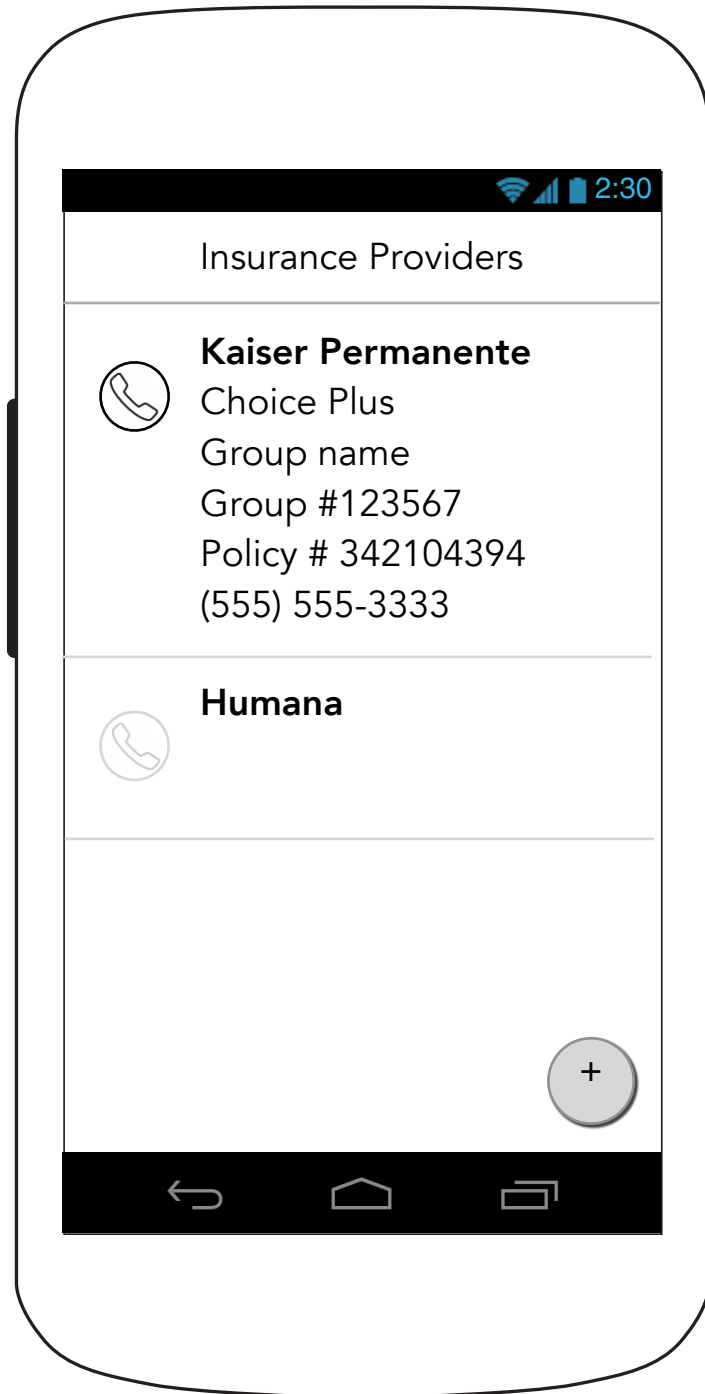 2:30
Insurance Providers
Kaiser Permanente
Choice Plus
Group name
Group #123567
Policy # 342104394
(555) 555-3333
Humana
+